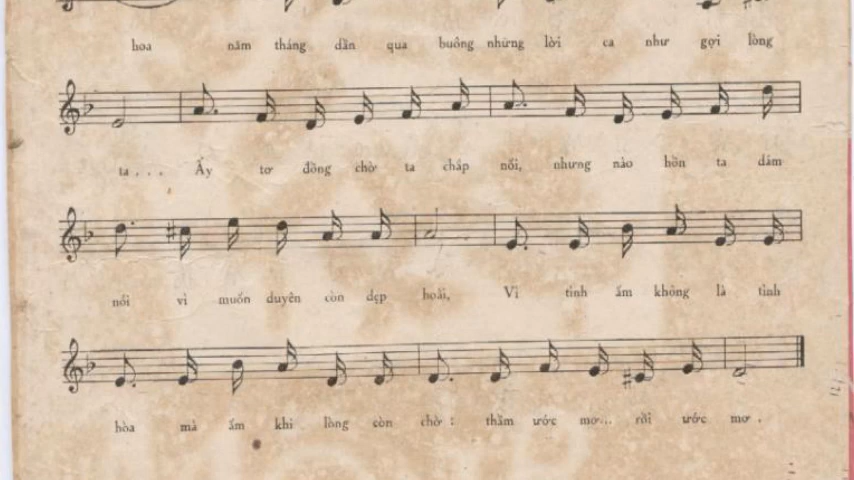 hoa năm tháng dần qua buông những lời ca như gợi lòng
ta . . . Ấy tơ đồng chờ ta chắp nối, nhưng nào hồn ta dám
nối vì muốn duyên còn đẹp hoài, Vì tình ấm không là tình
hòa mà ấm khi lòng còn chờ : thầm ước mơ... rồi ước mơ .